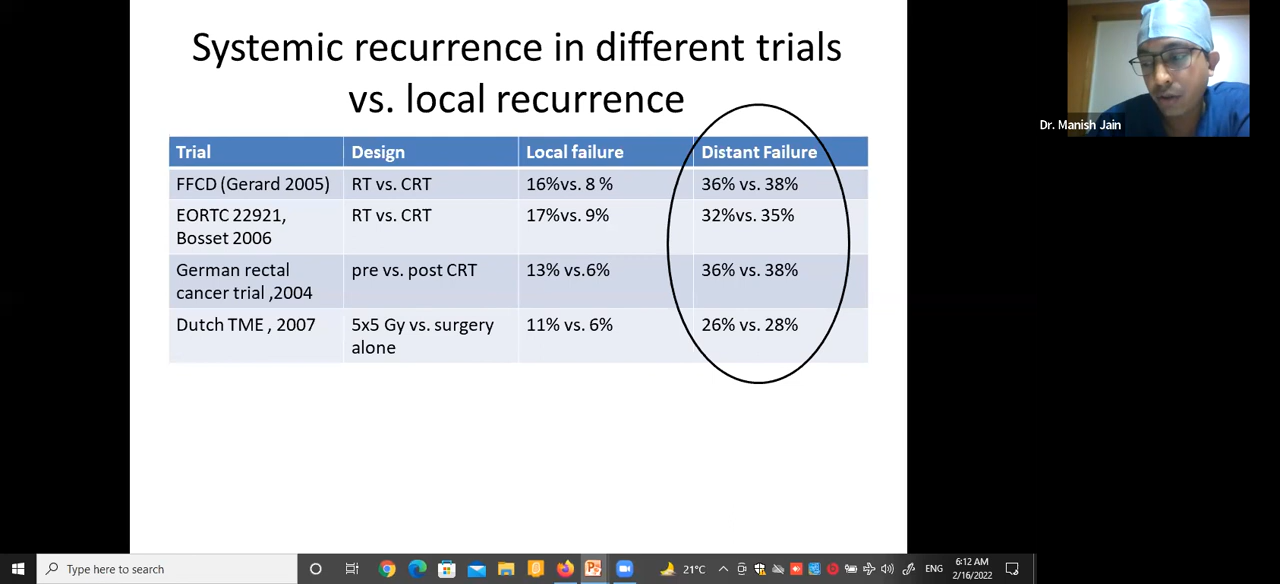 Systemic recurrence in different trials
vs. local recurrence
Trial Design Local failure Distant Failure
FFCD (Gerard 2005) RT vs. CRT 16%vs. 8 % 36% vs. 38%
EORTC 22921, RT vs. CRT 17%vs. 9% 32%vs. 35%
Bosset 2006
German rectal pre vs. post CRT 13% vs.6% 36% vs. 38%
cancer trial ,2004
Dutch TME , 2007 5x5 Gy vs. surgery 11% vs. 6% 26% vs. 28%
alone
Dr. Manish Jain
Type here to search
21°C
ENG
6:12 AM
2/16/2022